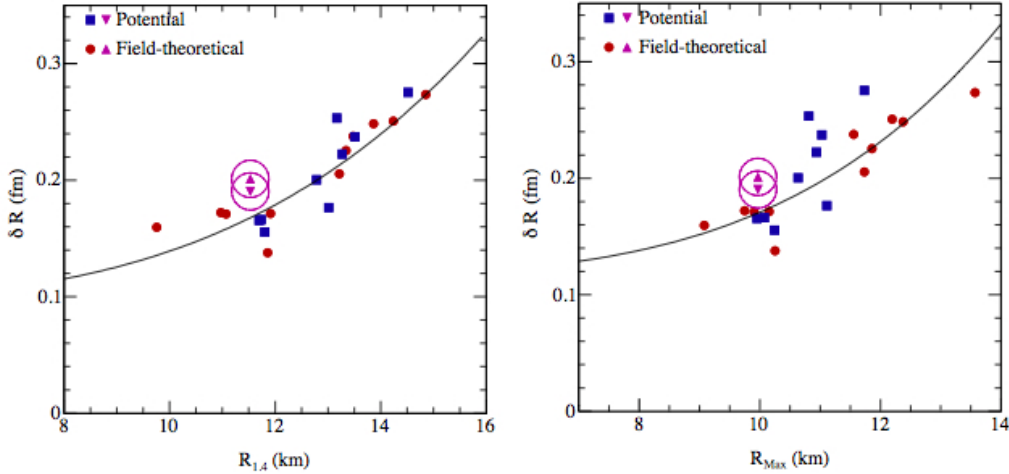 Potential
Field-theoretical
0.3
0.2
0.1
0
8
10
12
14
16
δ R (fm)
R1.4 (km)
Potential
Field-theoretical
0.3
0.2
0.1
0
8
10
12
14
δ R (fm)
RMax (km)